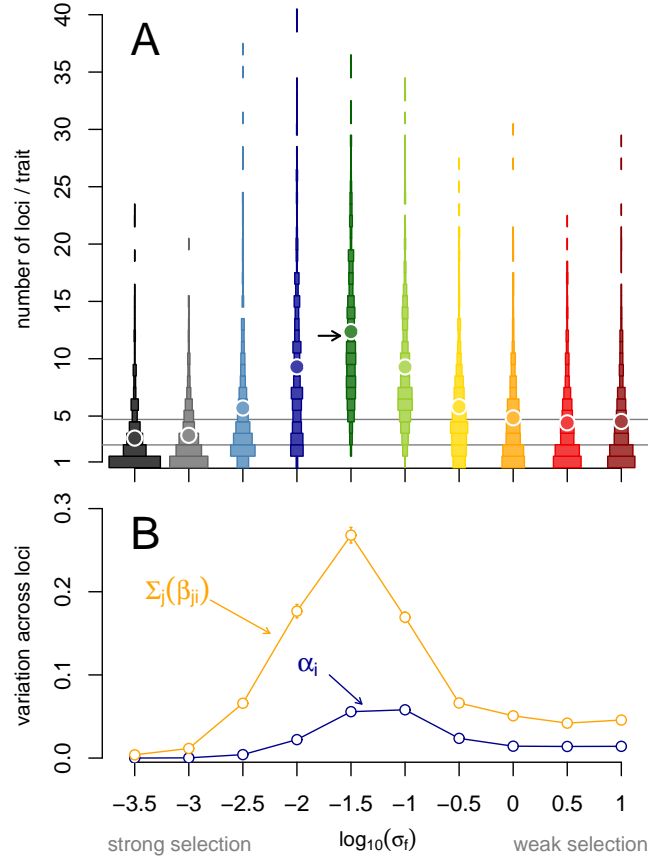 A
number of loci / trait
40
35
30
25
20
15
10
5
1
B
variation across loci
0.3
0.2
0.1
0.0
Σj(βji)
αi
−3.5 −3 −2.5 −2 −1.5 −1 −0.5 0 0.5 1
strong selection log10(σf) weak selection